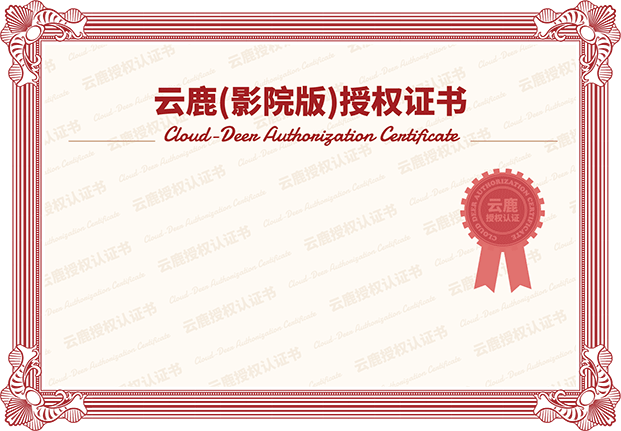 云鹿(影院版)授权证书
Cloud-Deer Authorization Certificate
CLOUD-DEER AUTHORIZATION CERTIFICATE
云鹿
授权认证
云鹿授权认证书
Cloud-Deer Authorization Certificate